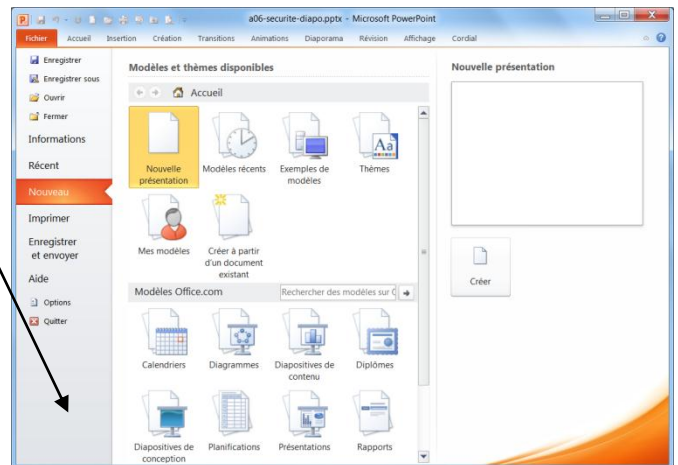 a06-securite-diapo.pptx - Microsoft PowerPoint
Fichier Accueil Insertion Création Transitions Animations Diaporama Révision Affichage Cordial
Enregistrer
Enregistrer sous
Ouvrir
Fermer
Informations
Récent
Nouveau
Imprimer
Enregistrer
et envoyer
Aide
Options
Quitter
Modèles et thèmes disponibles
Accueil
Nouvelle
présentation
Modèles récents
Exemples de
modèles
Thèmes
Mes modèles
Créer à partir
d'un document
existant
Modèles Office.com
Rechercher des modèles sur
Calendriers
Diagrammes
Diapositives de
contenu
Diplômes
Diapositives de
conception
Planifications
Présentations
Rapports
Nouvelle présentation
Créer